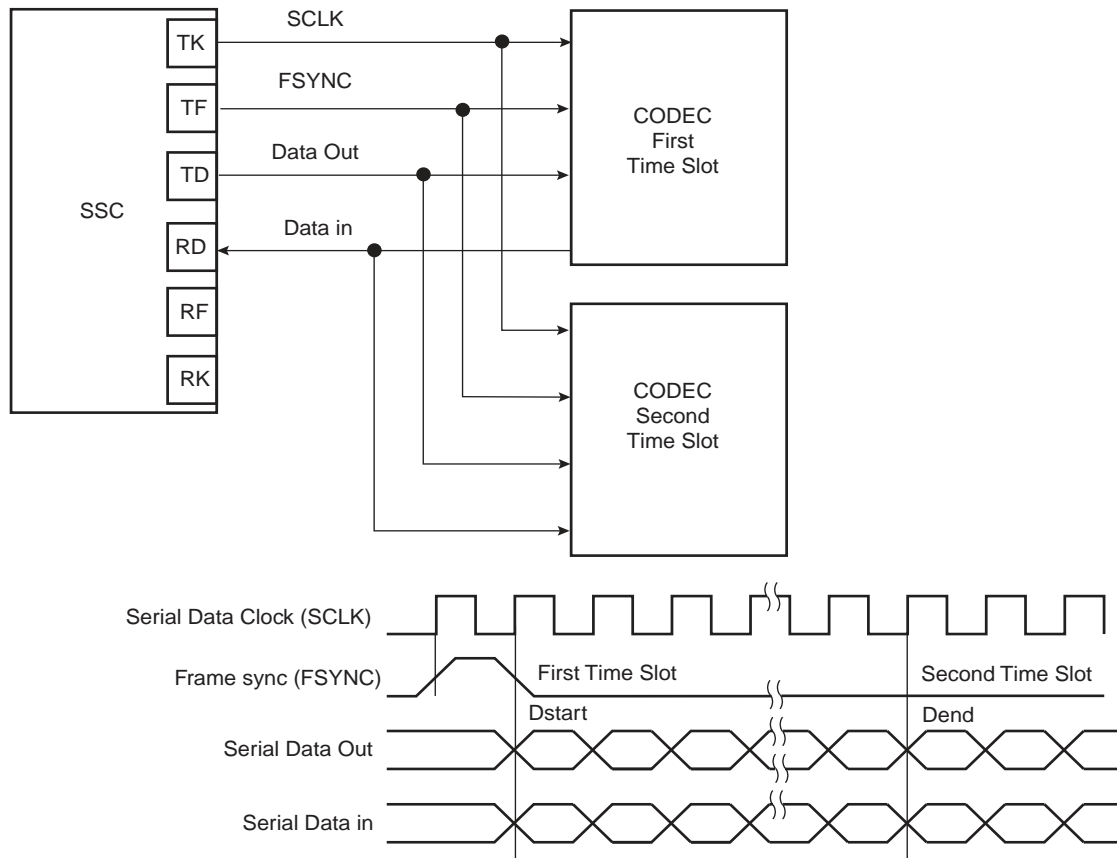 SSC
TK
TF
TD
RD
RF
RK
SCLK
FSYNC
Data Out
Data in
CODEC
First
Time Slot
CODEC
Second
Time Slot
Serial Data Clock (SCLK)
Frame sync (FSYNC)
First Time Slot
Second Time Slot
Dstart
Dend
Serial Data Out
Serial Data in